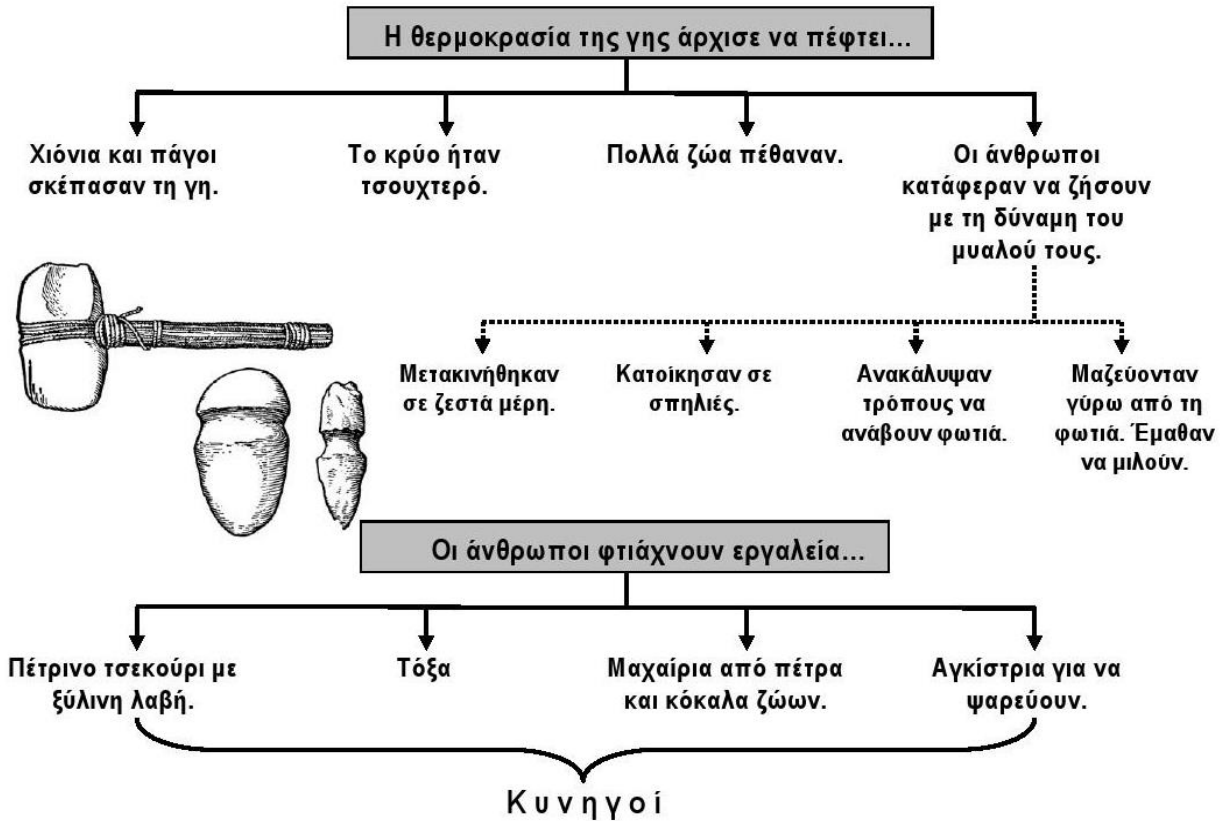 Η θερμοκρασία της γης άρχισε να πέφτει...
Χιόνια και πάγοι
σκέπασαν τη γη.
Το κρύο ήταν
τσουχτερό.
Πολλά ζώα πέθαναν.
Οι άνθρωποι
κατάφεραν να ζήσουν
με τη δύναμη του
μυαλού τους.
Μετακινήθηκαν
σε ζεστά μέρη.
Κατοίκησαν σε
σπηλιές.
Ανακάλυψαν
τρόπους να
ανάβουν φωτιά.
Μαζεύονταν
γύρω από τη
φωτιά. Έμαθαν
να μιλούν.
Οι άνθρωποι φτιάχνουν εργαλεία...
Πέτρινο τσεκούρι με
ξύλινη λαβή.
Τόξα
Μαχαίρια από πέτρα
και κόκαλα ζώων.
Αγκίστρια για να
ψαρεύουν.
Κυνηγοί